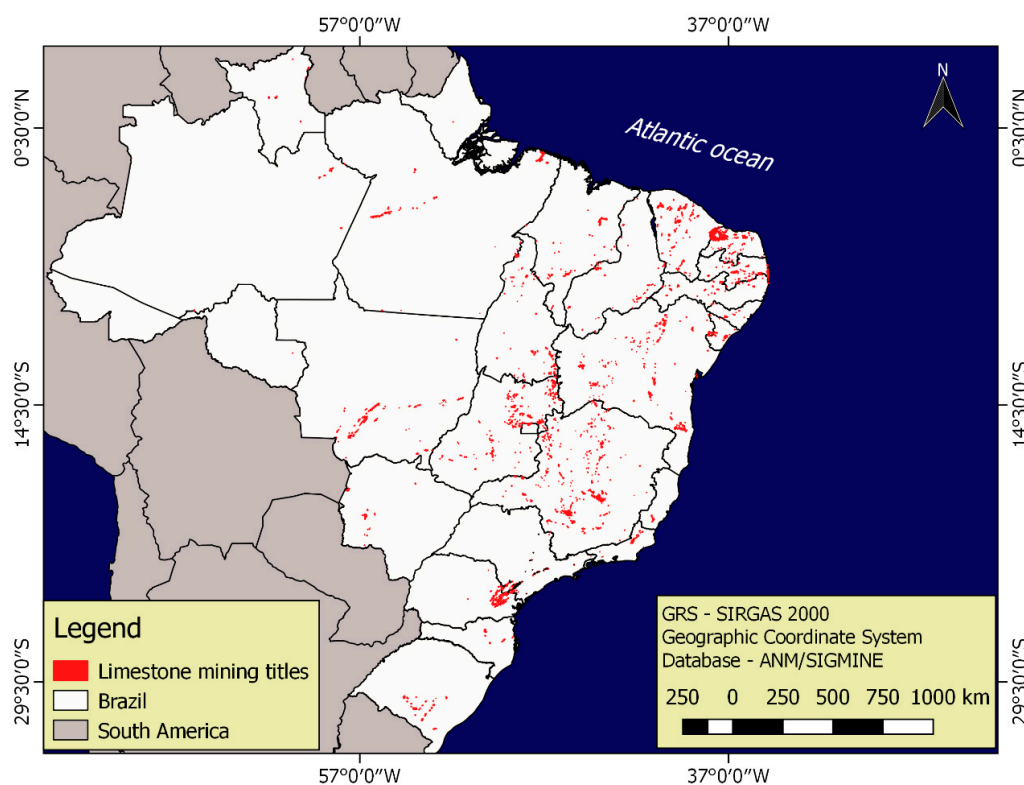 57°0'0"W 37°0'0"W
N
0°30'0"N 0°30'0"N
Atlantic ocean
14°30'0"S 14°30'0"S
Legend
Limestone mining titles
Brazil
South America
GRS - SIRGAS 2000
Geographic Coordinate System
Database - ANM/SIGMINE
250 0 250 500 750 1000 km
29°30'0"S 29°30'0"S
57°0'0"W 37°0'0"W